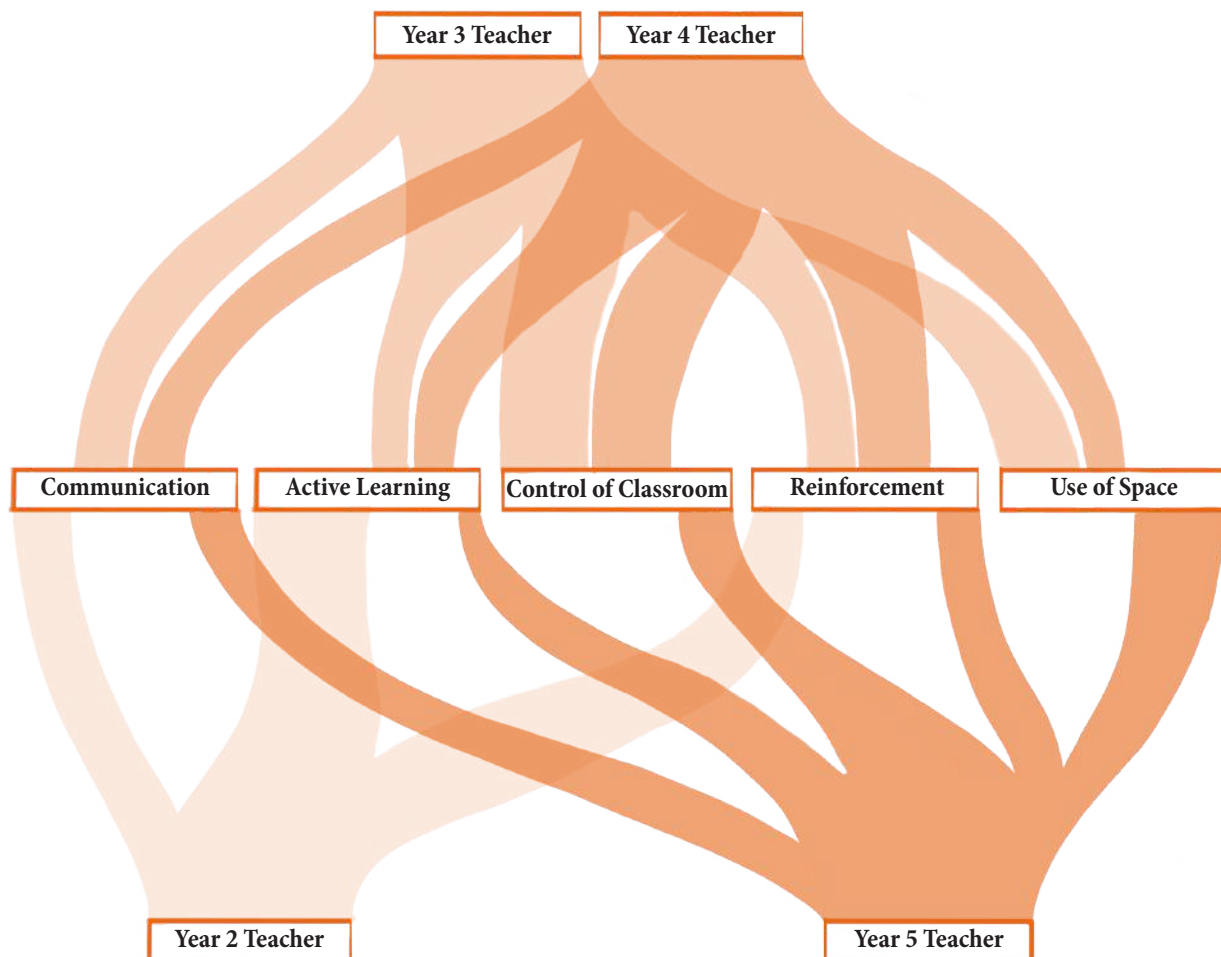 Year 3 Teacher
Year 4 Teacher
Communication
Active Learning
Control of Classroom
Reinforcement
Use of Space
Year 2 Teacher
Year 5 Teacher